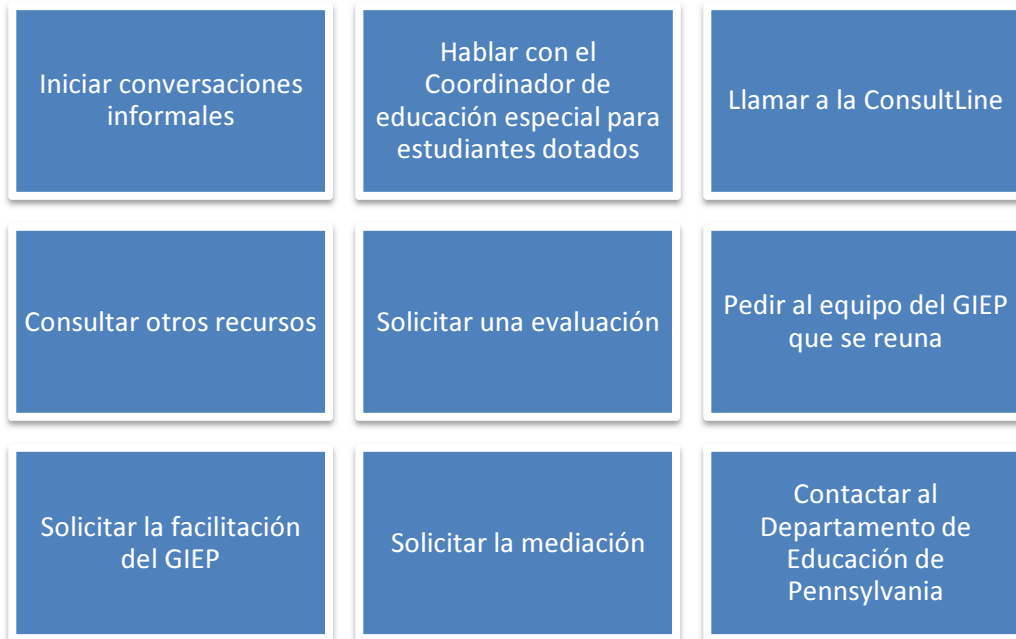 Iniciar conversaciones
informales
Hablar con el
Coordinador de
educación especial para
estudiantes dotados
Llamar a la ConsultLine
Consultar otros recursos
Solicitar una evaluación
Pedir al equipo del GIEP
que se reuna
Solicitar la facilitación
del GIEP
Solicitar la mediación
Contactar al
Departamento de
Educación de
Pennsylvania